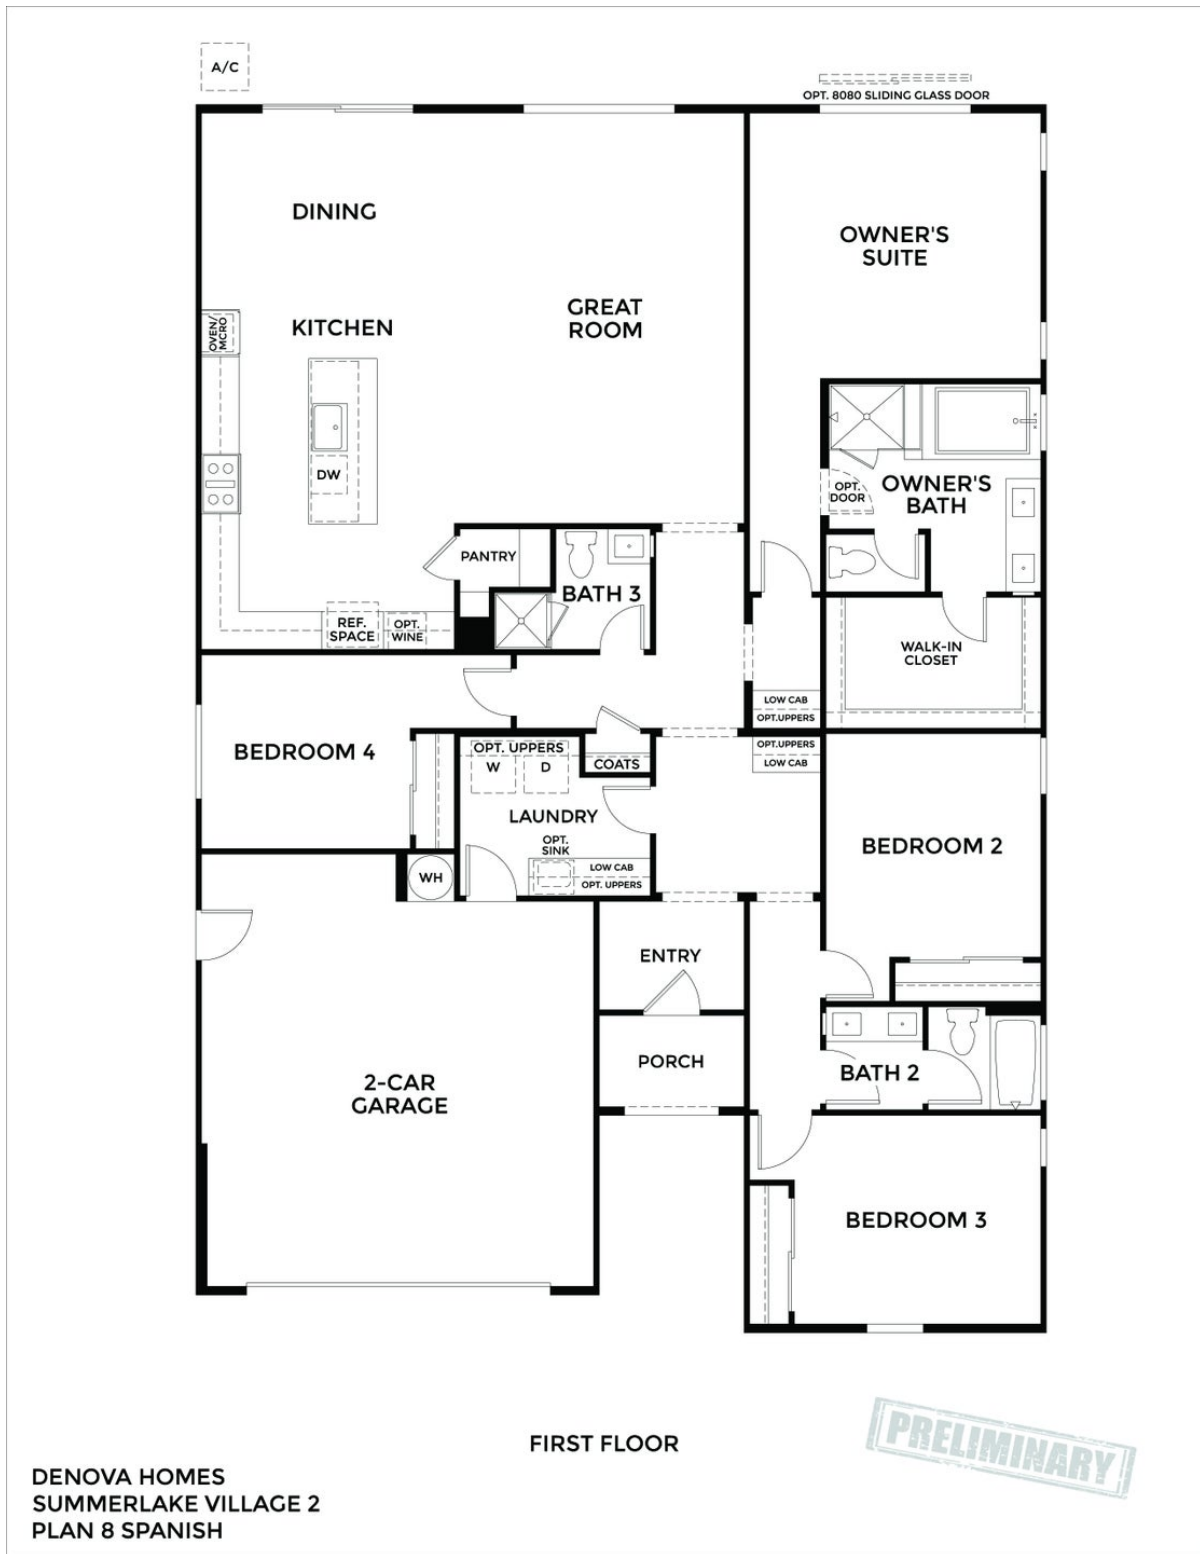 A/C
OPT. 8080 SLIDING GLASS DOOR
DINING
OWNER'S
SUITE
GREAT
ROOM
KITCHEN
OVEN/
MCRO
DW
OPT.
DOOR
OWNER'S
BATH
PANTRY
BATH 3
REF.
SPACE
OPT.
WINE
WALK-IN
CLOSET
LOW CAB
OPT.UPPERS
OPT.UPPERS
LOW CAB
BEDROOM 4
OPT. UPPERS
W
D
COATS
LAUNDRY
OPT.
SINK
LOW CAB
OPT. UPPERS
BEDROOM 2
WH
ENTRY
PORCH
BATH 2
2-CAR
GARAGE
BEDROOM 3
FIRST FLOOR
PRELIMINARY
DENOVA HOMES
SUMMERLAKE VILLAGE 2
PLAN 8 SPANISH